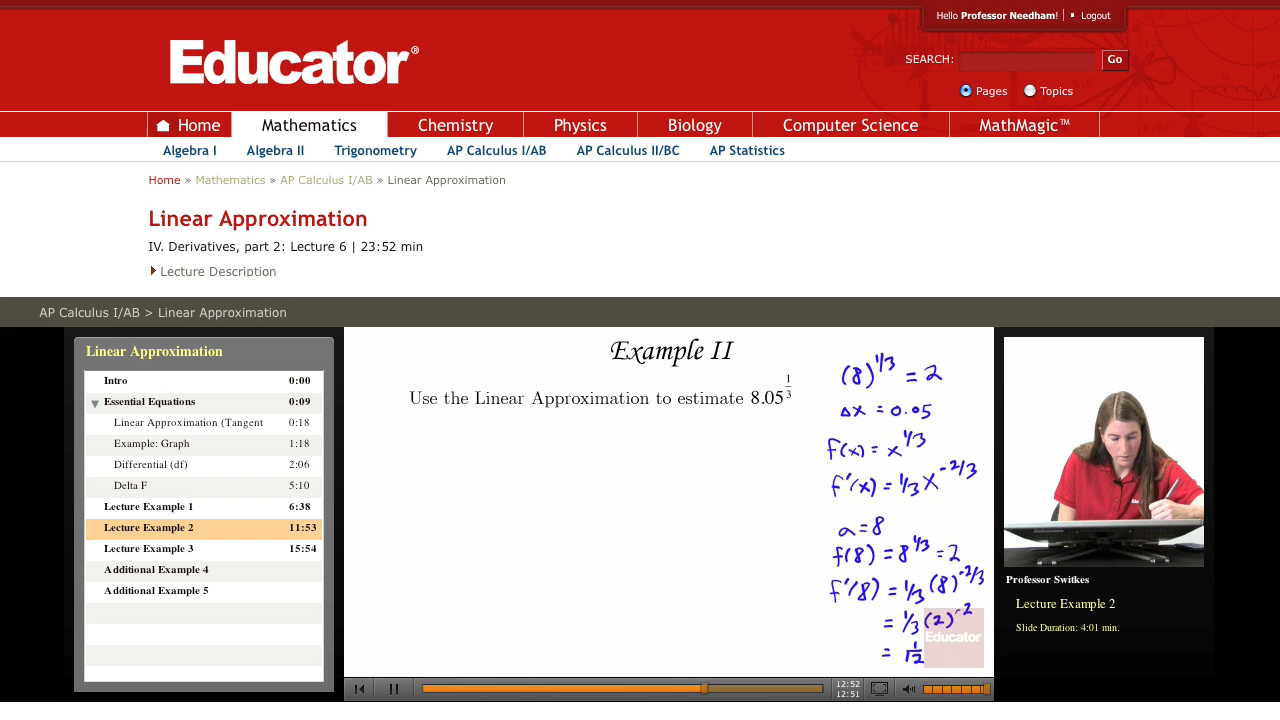 Hello Professor Needham! Logout
Educator®
SEARCH: Go
Pages Topics
Home Mathematics Chemistry Physics Biology Computer Science MathMagic™
Algebra I Algebra II Trigonometry AP Calculus I/AB AP Calculus II/BC AP Statistics
Home » Mathematics » AP Calculus I/AB » Linear Approximation
Linear Approximation
IV. Derivatives, part 2: Lecture 6 | 23:52 min
Lecture Description
AP Calculus I/AB > Linear Approximation
Linear Approximation
Intro 0:00
Essential Equations 0:09
Linear Approximation (Tangent 0:18
Example: Graph 1:18
Differential (df) 2:06
Delta F 5:10
Lecture Example 1 6:38
Lecture Example 2 11:53
Lecture Example 3 15:54
Additional Example 4
Additional Example 5
Example II
Use the Linear Approximation to estimate 8.05^(1/3)
(8)^(1/3) = 2
Δx = 0.05
f(x) = x^(1/3)
f'(x) = 1/3 x^(-2/3)
a = 8
f(8) = 8^(1/3) = 2
f'(8) = 1/3 (8)^(-2/3)
= 1/3 (2)^(-2)
= 1/12
Educator
12:52
12:51
Professor Switkes
Lecture Example 2
Slide Duration: 4:01 min.